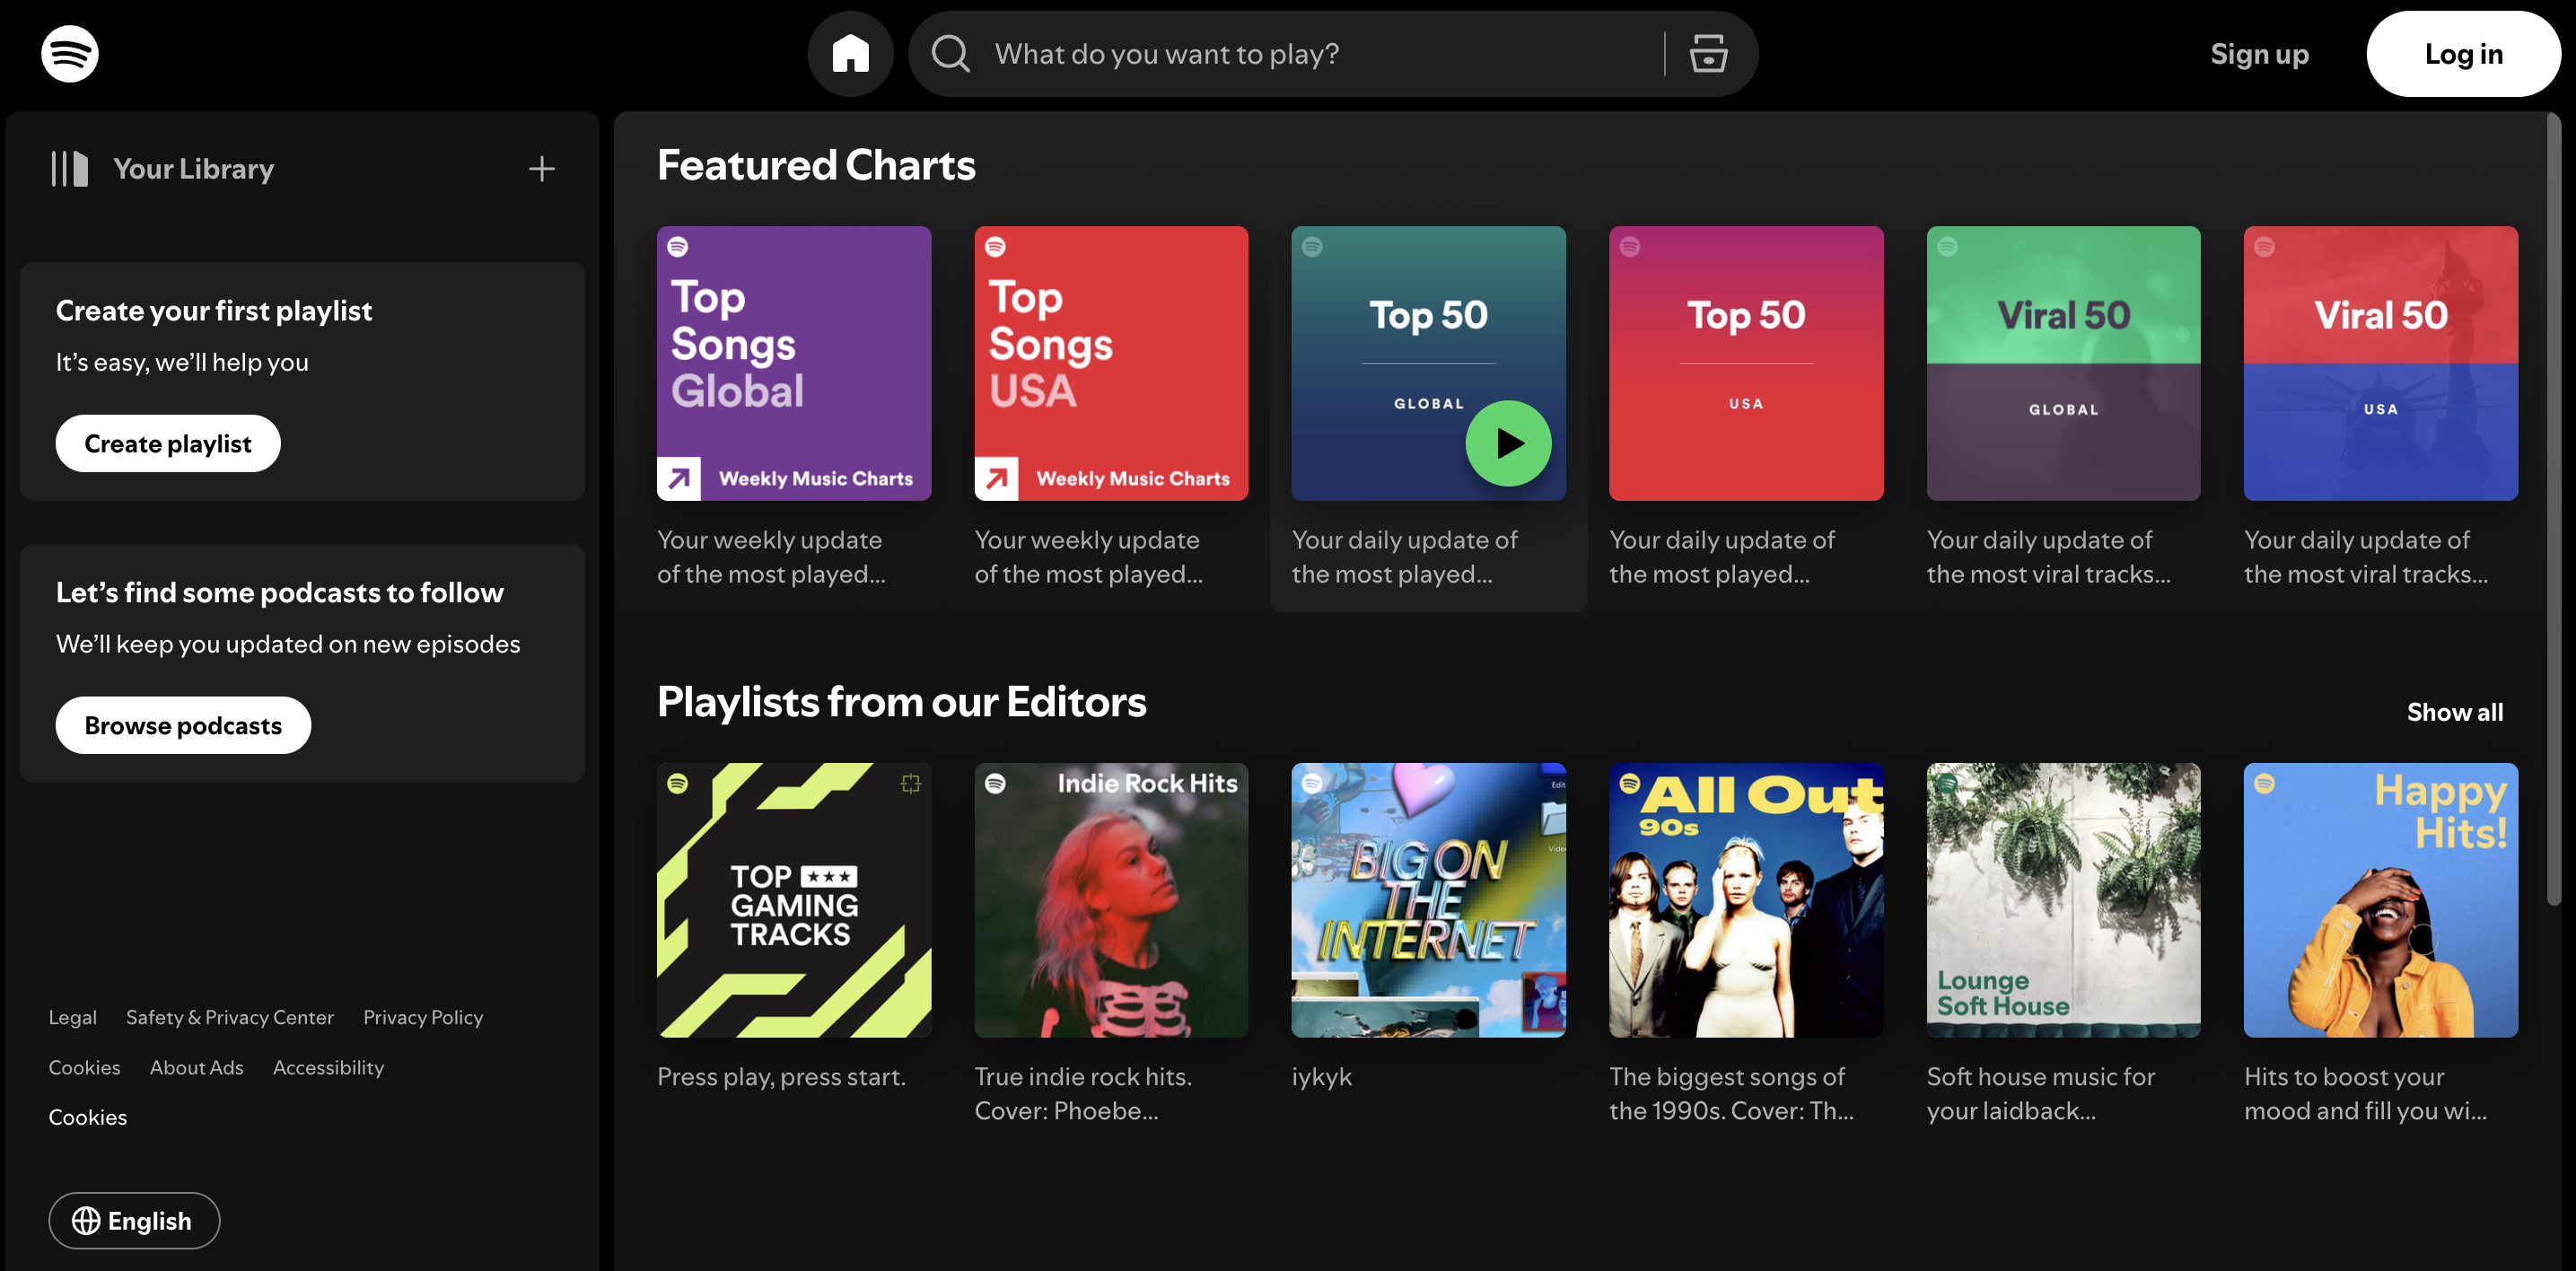 What do you want to play?
Sign up
Log in
Your Library
Create your first playlist
It’s easy, we’ll help you
Create playlist
Let’s find some podcasts to follow
We’ll keep you updated on new episodes
Browse podcasts
Legal
Safety & Privacy Center
Privacy Policy
Cookies
About Ads
Accessibility
Cookies
English
Featured Charts
Top
Songs
Global
Weekly Music Charts
Your weekly update
of the most played...
Top
Songs
USA
Weekly Music Charts
Your weekly update
of the most played...
Top 50
GLOBAL
Your daily update of
the most played...
Top 50
USA
Your daily update of
the most played...
Viral 50
GLOBAL
Your daily update of
the most viral tracks...
Viral 50
USA
Your daily update of
the most viral tracks...
Playlists from our Editors
Show all
TOP
GAMING
TRACKS
Press play, press start.
Indie Rock Hits
True indie rock hits.
Cover: Phoebe...
BIG ON
THE
INTERNET
iykyk
All Out
90s
The biggest songs of
the 1990s. Cover: Th...
Lounge
Soft House
Soft house music for
your laidback...
Happy
Hits!
Hits to boost your
mood and fill you wi...